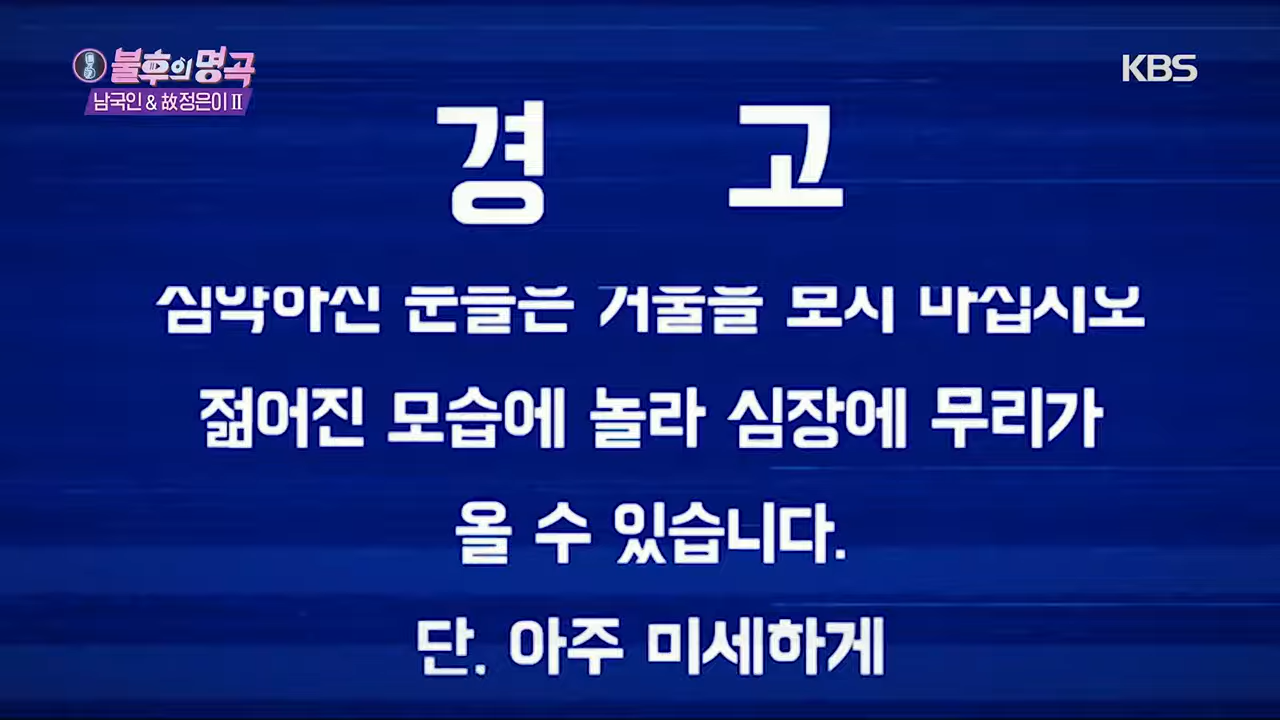 불후의 명곡
KBS
남국인 & 故정은이 Ⅱ
경 고
심약하신 분들은 거울을 보지 마십시오
젊어진 모습에 놀라 심장에 무리가
올 수 있습니다.
단. 아주 미세하게